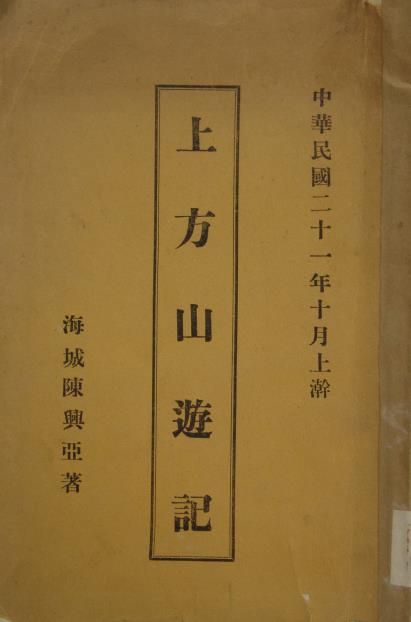 中華民國二十一年十月上澣
上方山遊記
海城陳興亞著